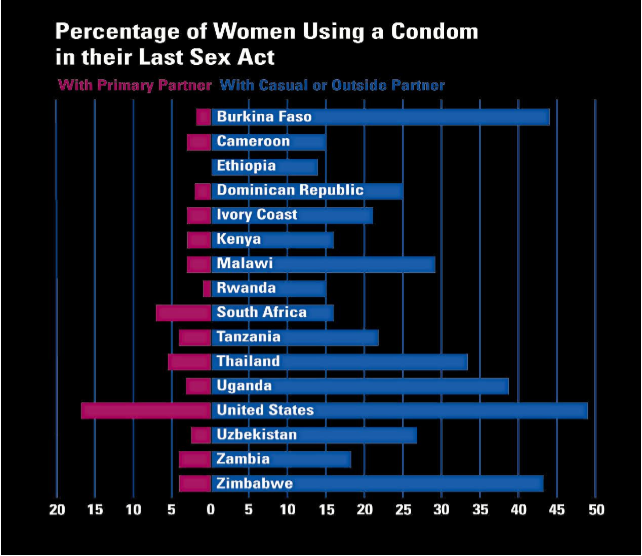 Percentage of Women Using a Condom
in their Last Sex Act
With Primary Partner With Casual or Outside Partner
Burkina Faso
Cameroon
Ethiopia
Dominican Republic
Ivory Coast
Kenya
Malawi
Rwanda
South Africa
Tanzania
Thailand
Uganda
United States
Uzbekistan
Zambia
Zimbabwe
20 15 10 5 0 5 10 15 20 25 30 35 40 45 50